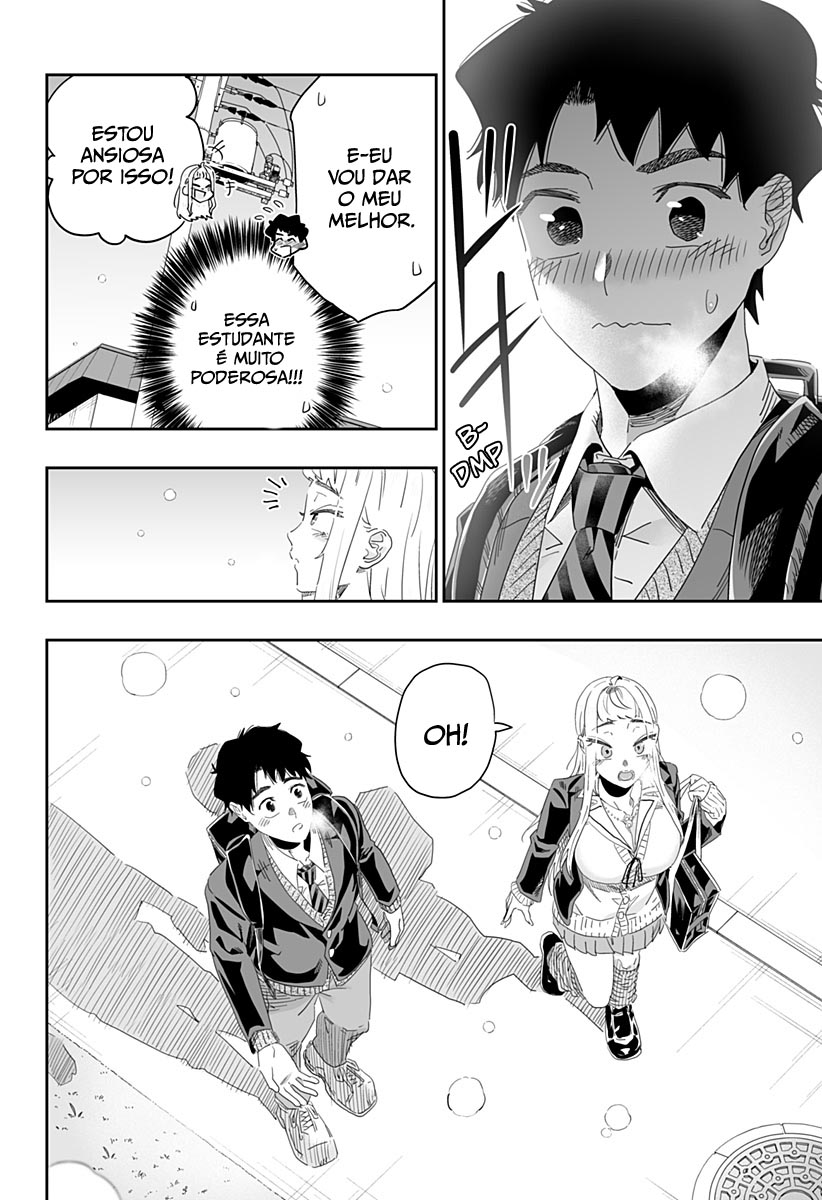 B-
DMP
E-EU
VOU DAR
O MEU
MELHOR.
ESTOU
ANSIOSA
POR ISSO!
ESSA
ESTUDANTE
É MUITO
PODEROSA!!!
OH!